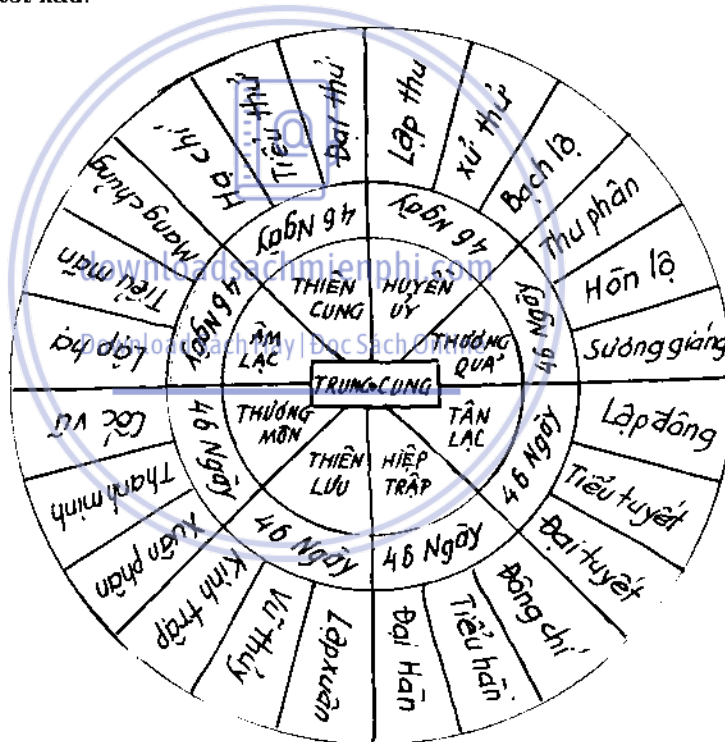 Lập thu
Xử thử
Bạch lộ
Thu phân
Hôn lộ
Sương giáng
Lập đông
Tiểu tuyết
Đại tuyết
Đông chí
Tiểu hàn
Đại Hàn
Lập xuân
Vũ thủy
Kinh trập
Xuân phân
Thanh minh
Cốc vũ
Lập hạ
Tiểu mãn
Mang chủng
Hạ chí
Tiểu thử
Đại thử
46 Ngày
46 Ngày
46 Ngày
46 Ngày
46 Ngày
46 Ngày
46 Ngày
46 Ngày
THIÊN
CUNG
HUYỀN
ỦY
THƯƠNG
QUẢ
TÂN
LẠC
HIỆP
TRẬP
THIÊN
LƯU
THƯƠNG
MÔN
ÂM
LẠC
TRUNG CUNG
downloadsachmienphi.com
Download Sách Hay | Đọc Sách Online